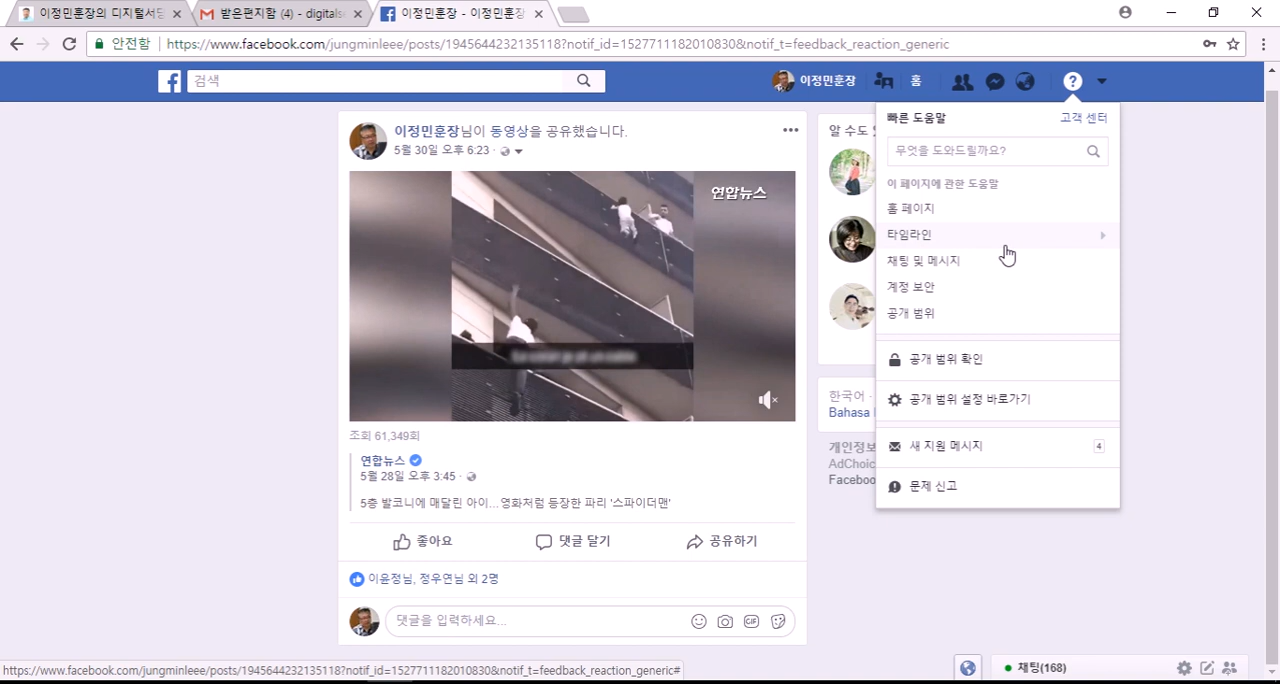 이정민훈장의 디지털서당
받은편지함 (4) - digitalse
이정민훈장 - 이정민훈장
안전함
https://www.facebook.com/jungminleee/posts/1945644232135118?notif_id=1527711182010830&notif_t=feedback_reaction_generic
검색
이정민훈장
홈
이정민훈장님이 동영상을 공유했습니다.
5월 30일 오후 6:23
연합뉴스
조회 61,349회
연합뉴스
5월 28일 오후 3:45
5층 발코니에 매달린 아이...영화처럼 등장한 파리 '스파이더맨'
좋아요
댓글 달기
공유하기
이윤정님, 정우연님 외 2명
댓글을 입력하세요...
GIF
알 수도 있
한국어 ·
Bahasa
개인정보
AdChoic
Faceboo
빠른 도움말
고객 센터
무엇을 도와드릴까요?
이 페이지에 관한 도움말
홈 페이지
타임라인
채팅 및 메시지
계정 보안
공개 범위
공개 범위 확인
공개 범위 설정 바로가기
새 지원 메시지
4
문제 신고
https://www.facebook.com/jungminleee/posts/1945644232135118?notif_id=1527711182010830&notif_t=feedback_reaction_generic#
채팅(168)